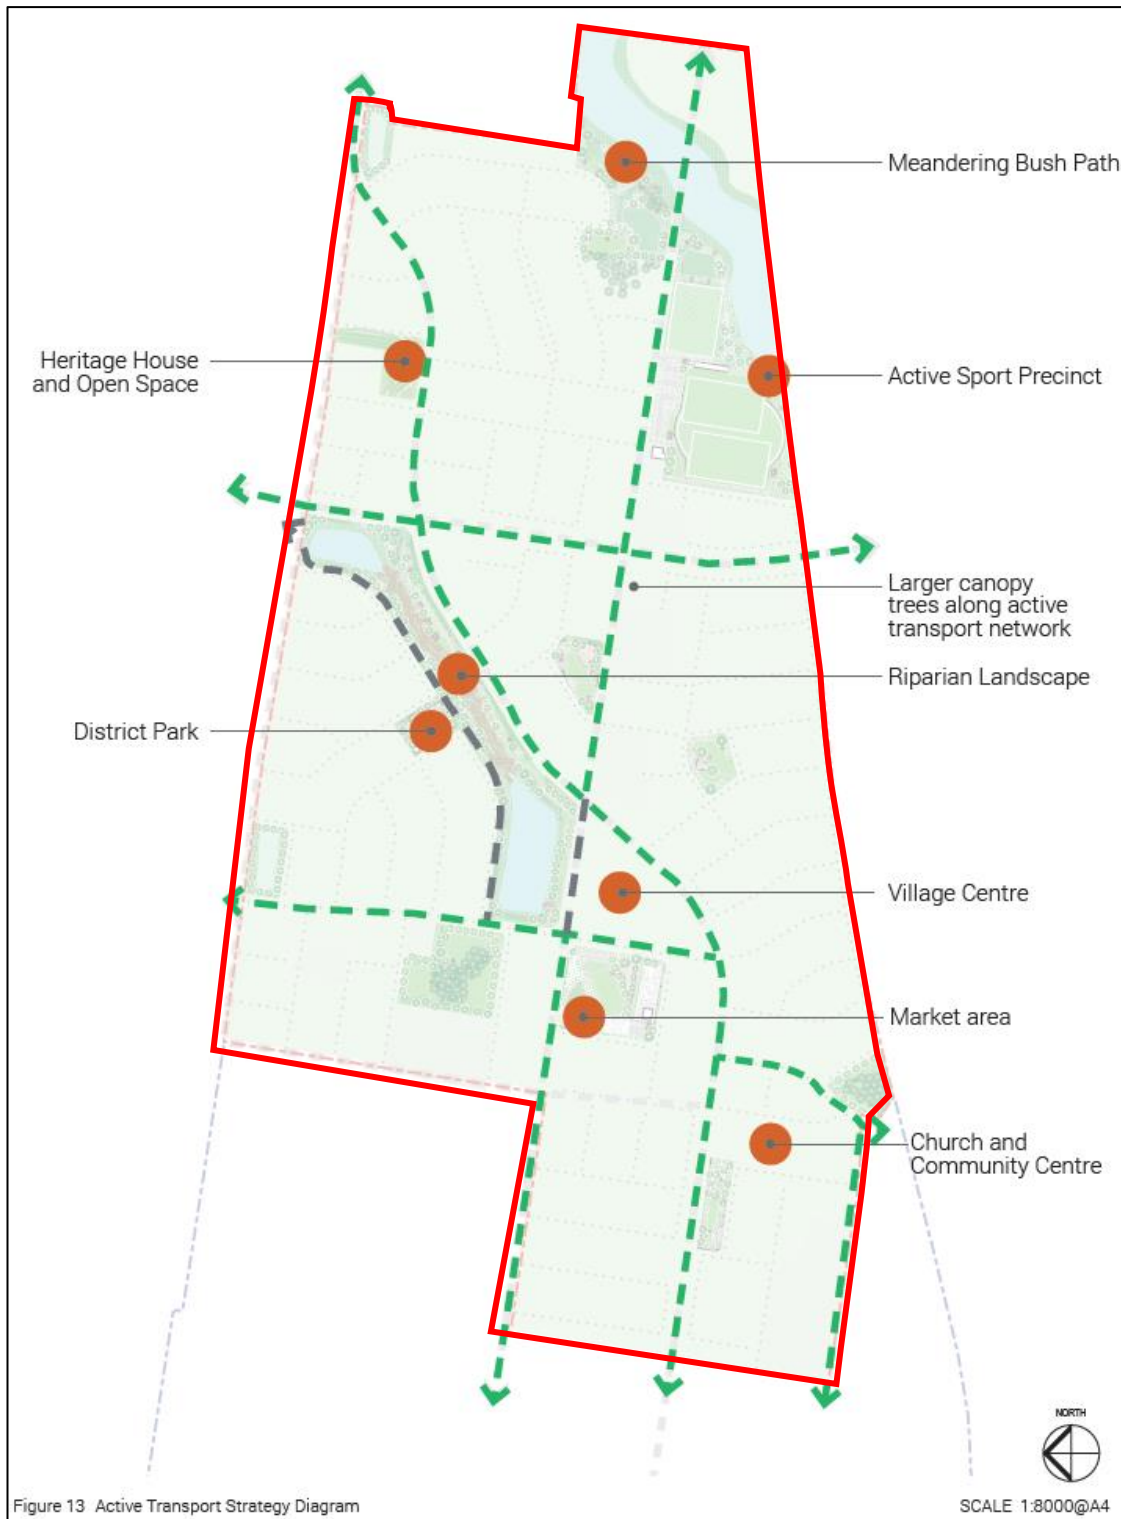 Meandering Bush Path
Heritage House
and Open Space
Active Sport Precinct
Larger canopy
trees along active
transport network
Riparian Landscape
District Park
Village Centre
Market area
Church and
Community Centre
NORTH
Figure 13 Active Transport Strategy Diagram
SCALE 1:8000@A4